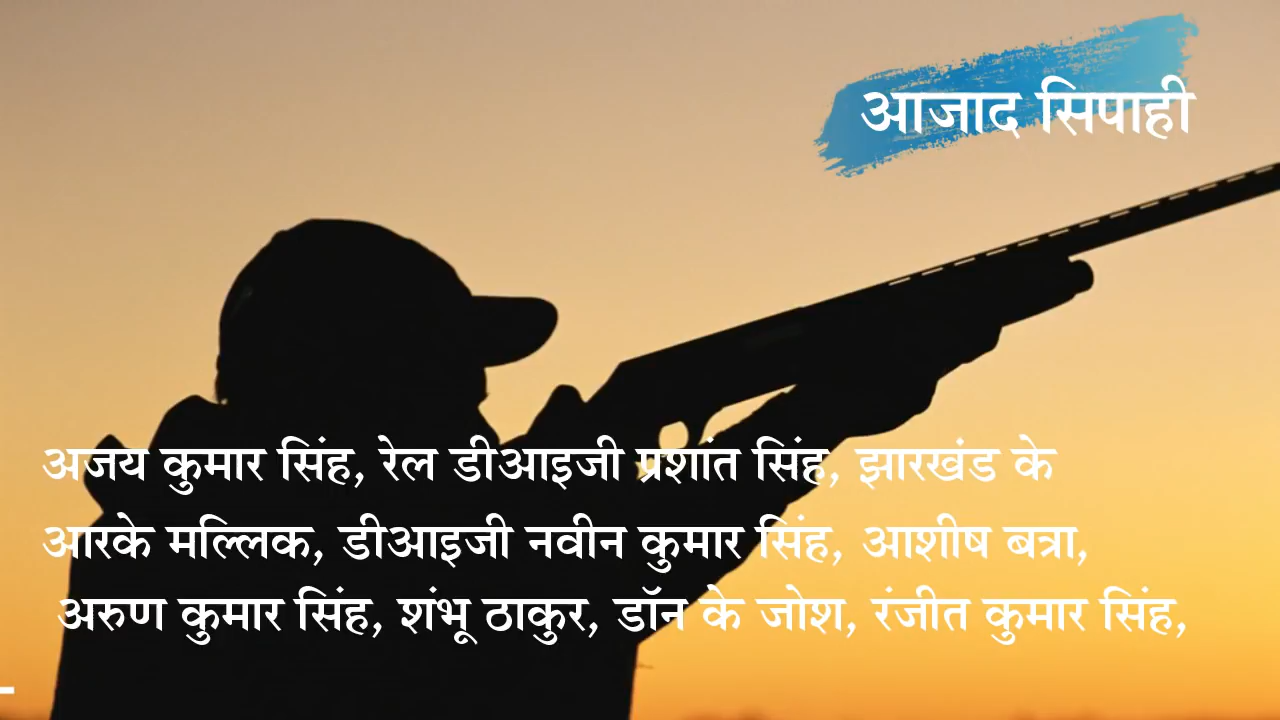 आजाद सिपाही
अजय कुमार सिंह, रेल डीआइजी प्रशांत सिंह, झारखंड के
आरके मल्लिक, डीआइजी नवीन कुमार सिंह, आशीष बत्रा,
अरुण कुमार सिंह, शंभू ठाकुर, डॉन के जोश, रंजीत कुमार सिंह,